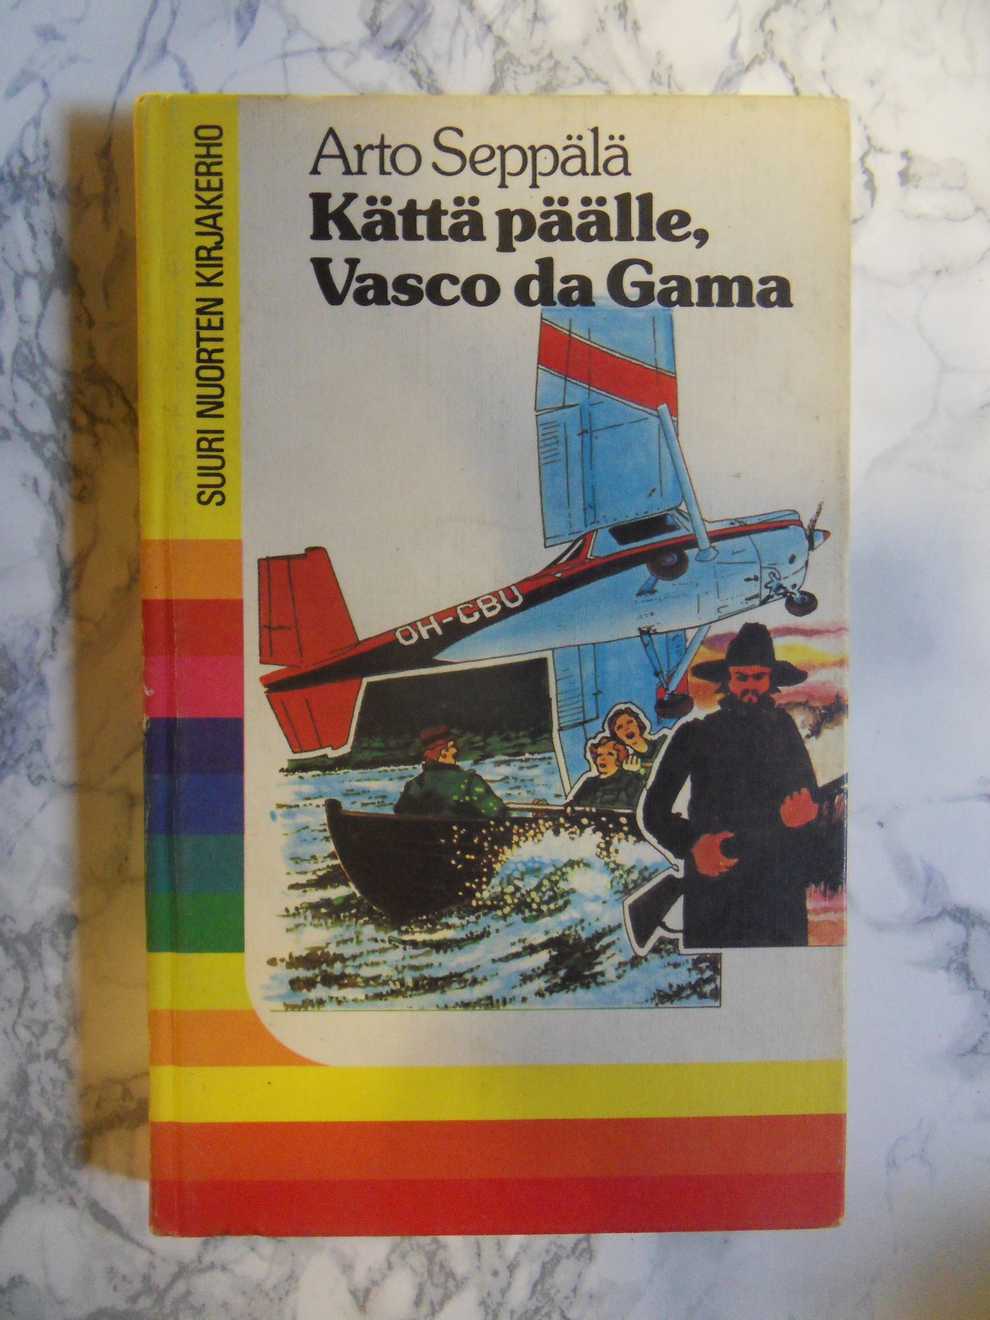 SUURI NUORTEN KIRJAKERHO
Arto Seppälä
Kättä päälle,
Vasco da Gama
OH-CBU